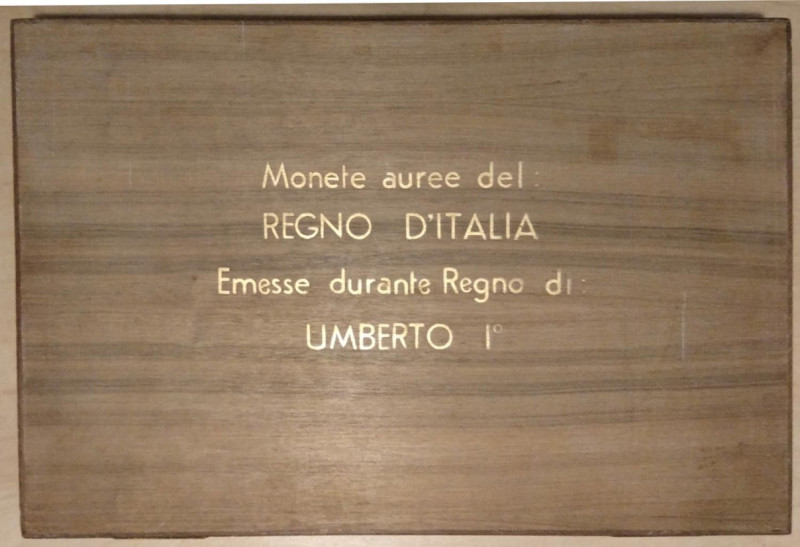 Monete auree del:
REGNO D'ITALIA
Emesse durante Regno di:
UMBERTO I°